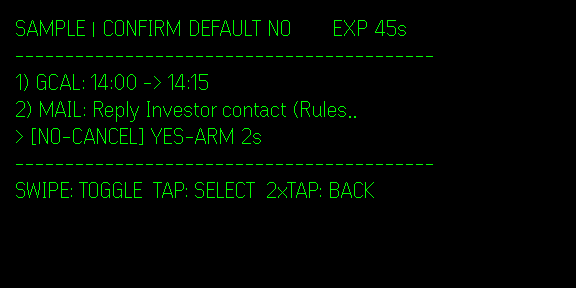 SAMPLE | CONFIRM DEFAULT NO EXP 45s
------------------------------------------
1) GCAL: 14:00 -> 14:15
2) MAIL: Reply Investor contact (Rules..
> [NO-CANCEL] YES-ARM 2s
------------------------------------------
SWIPE: TOGGLE TAP: SELECT 2xTAP: BACK